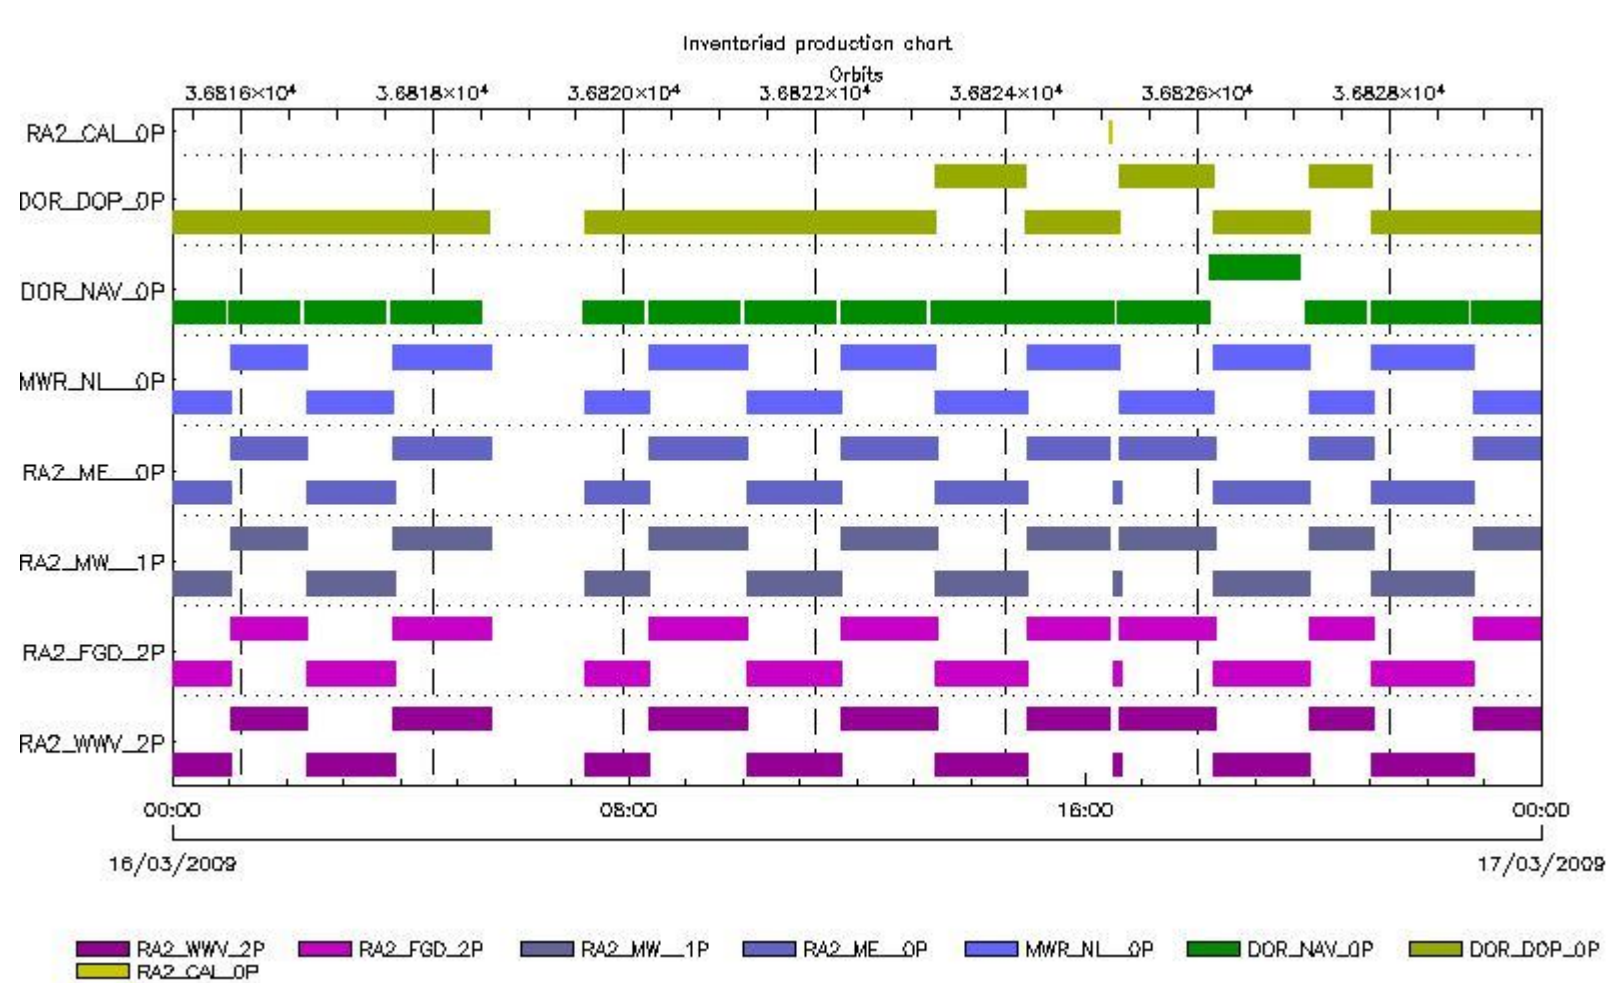 Inventoried production chart
Orbits
3.6816×10⁴ 3.6818×10⁴ 3.6820×10⁴ 3.6822×10⁴ 3.6824×10⁴ 3.6826×10⁴ 3.6828×10⁴
RA2_CAL_0P
DOR_DOP_0P
DOR_NAV_0P
MWR_NL__0P
RA2_ME__0P
RA2_MW__1P
RA2_FGD_2P
RA2_WWV_2P
00:00 08:00 16:00 00:00
16/03/2009 17/03/2009
RA2_WWV_2P RA2_FGD_2P RA2_MW__1P RA2_ME__0P MWR_NL__0P DOR_NAV_0P DOR_DOP_0P
RA2_CAL_0P